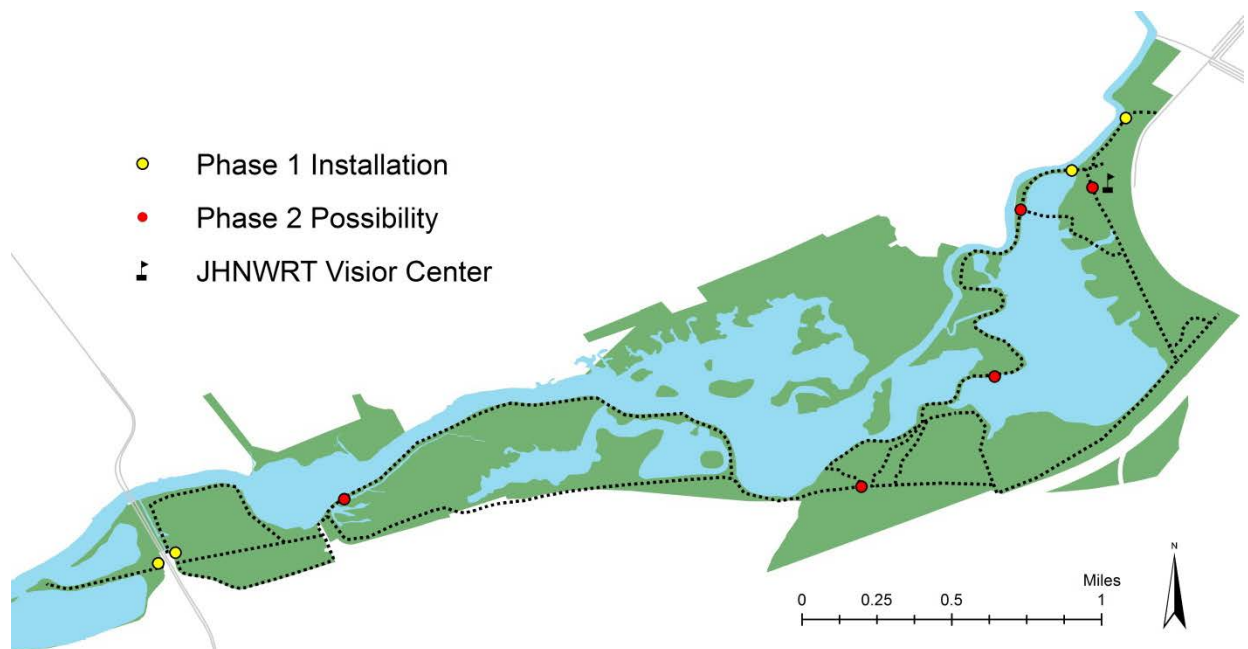 Phase 1 Installation
Phase 2 Possibility
JHNWRT Visior Center
N
Miles
0 0.25 0.5 1